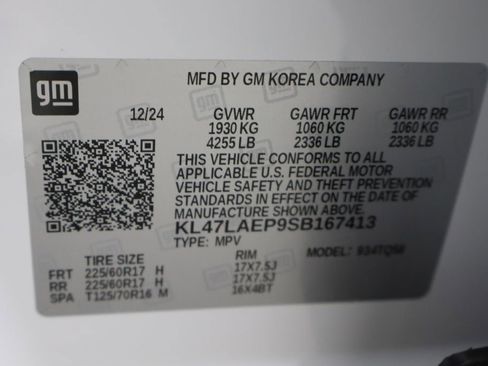 gm
MFD BY GM KOREA COMPANY
12/24 GVWR GAWR FRT GAWR RR
1930 KG 1060 KG 1060 KG
4255 LB 2336 LB 2336 LB
THIS VEHICLE CONFORMS TO ALL
APPLICABLE U.S. FEDERAL MOTOR
VEHICLE SAFETY AND THEFT PREVENTION
STANDARDS IN EFFECT ON THE DATE OF
MANUFACTURE SHOWN ABOVE.
KL47LAEP9SB167413
TYPE: MPV MODEL:
TIRE SIZE RIM
FRT 225/60R17 H 17X7.5J
RR 225/60R17 H 17X7.5J
SPA T125/70R16 M 16X4BT